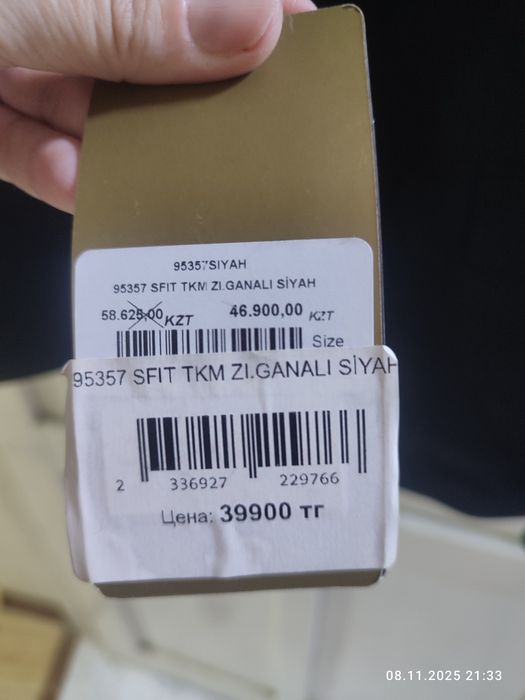 95357SIYAH
95357 SFIT TKM ZI.GANALI SİYAH
58.625,00 KZT 46.900,00 KZT
Size
95357 SFIT TKM ZI.GANALI SİYAH
2 336927 229766
Цена: 39900 тг
08.11.2025 21:33